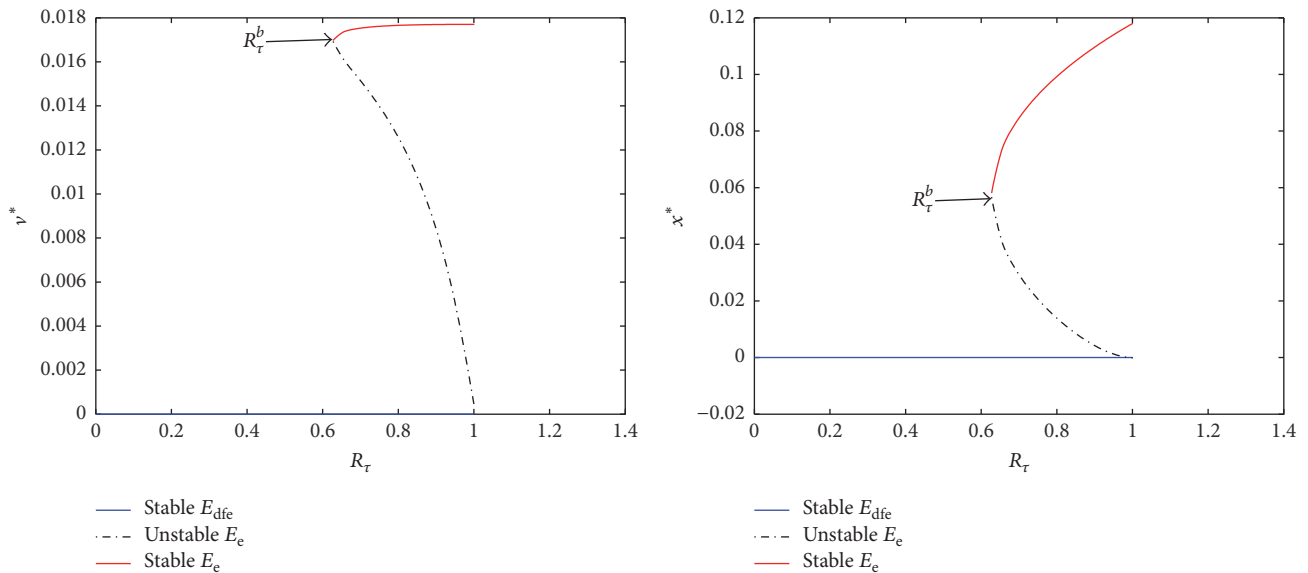 0.018
0.016
0.014
0.012
0.01
0.008
0.006
0.004
0.002
0
v*
R_τ^b
0 0.2 0.4 0.6 0.8 1 1.2 1.4
R_τ
Stable E_dfe
Unstable E_e
Stable E_e
0.12
0.1
0.08
0.06
0.04
0.02
0
−0.02
x*
R_τ^b
0 0.2 0.4 0.6 0.8 1 1.2 1.4
R_τ
Stable E_dfe
Unstable E_e
Stable E_e